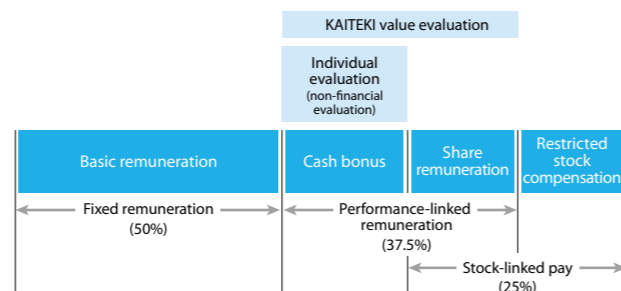 KAITEKI value evaluation
Individual
evaluation
(non-financial
evaluation)
Basic remuneration
Cash bonus
Share
remuneration
Restricted
stock
compensation
Fixed remuneration
(50%)
Performance-linked
remuneration
(37.5%)
Stock-linked pay
(25%)